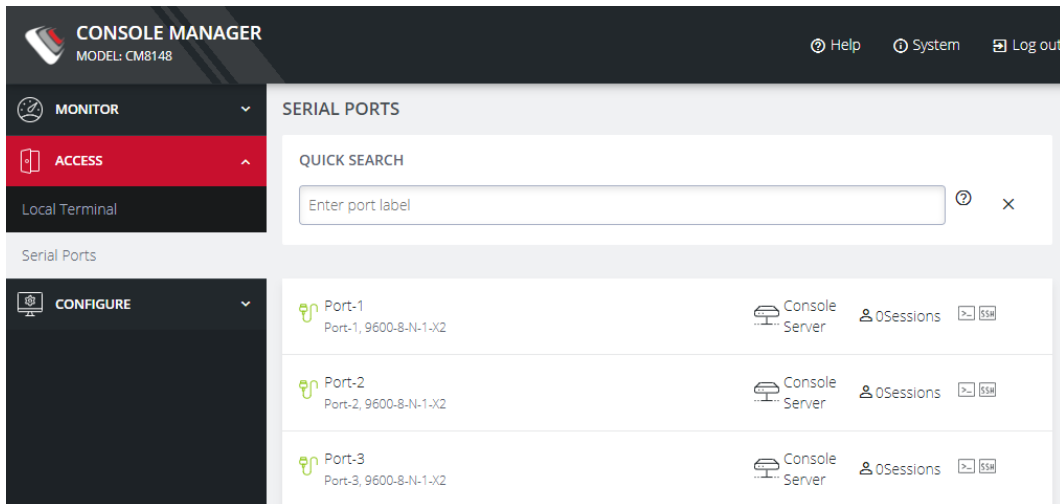 CONSOLE MANAGER
MODEL: CM8148
Help
System
Log out
MONITOR
ACCESS
Local Terminal
Serial Ports
CONFIGURE
SERIAL PORTS
QUICK SEARCH
Enter port label
Port-1
Port-1, 9600-8-N-1-X2
Console
Server
0Sessions
>_ SSH
Port-2
Port-2, 9600-8-N-1-X2
Console
Server
0Sessions
>_ SSH
Port-3
Port-3, 9600-8-N-1-X2
Console
Server
0Sessions
>_ SSH